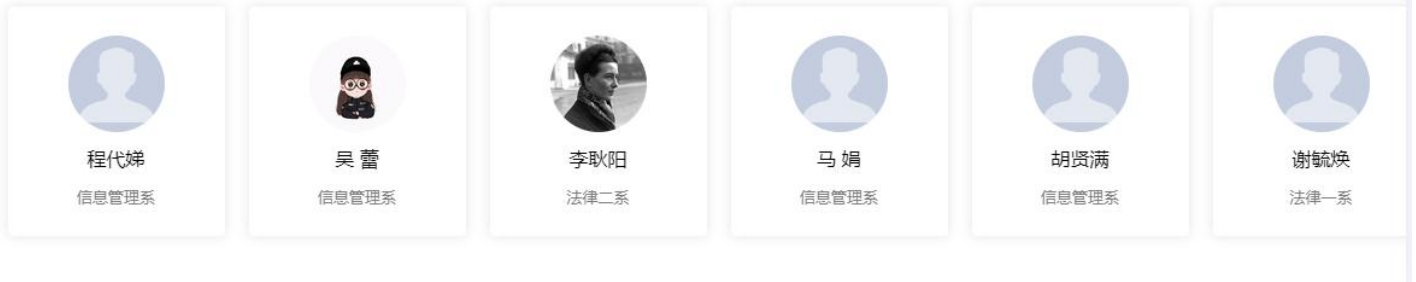 程代娣
信息管理系
吴 蕾
信息管理系
李耿阳
法律二系
马 娟
信息管理系
胡贤满
信息管理系
谢毓焕
法律一系